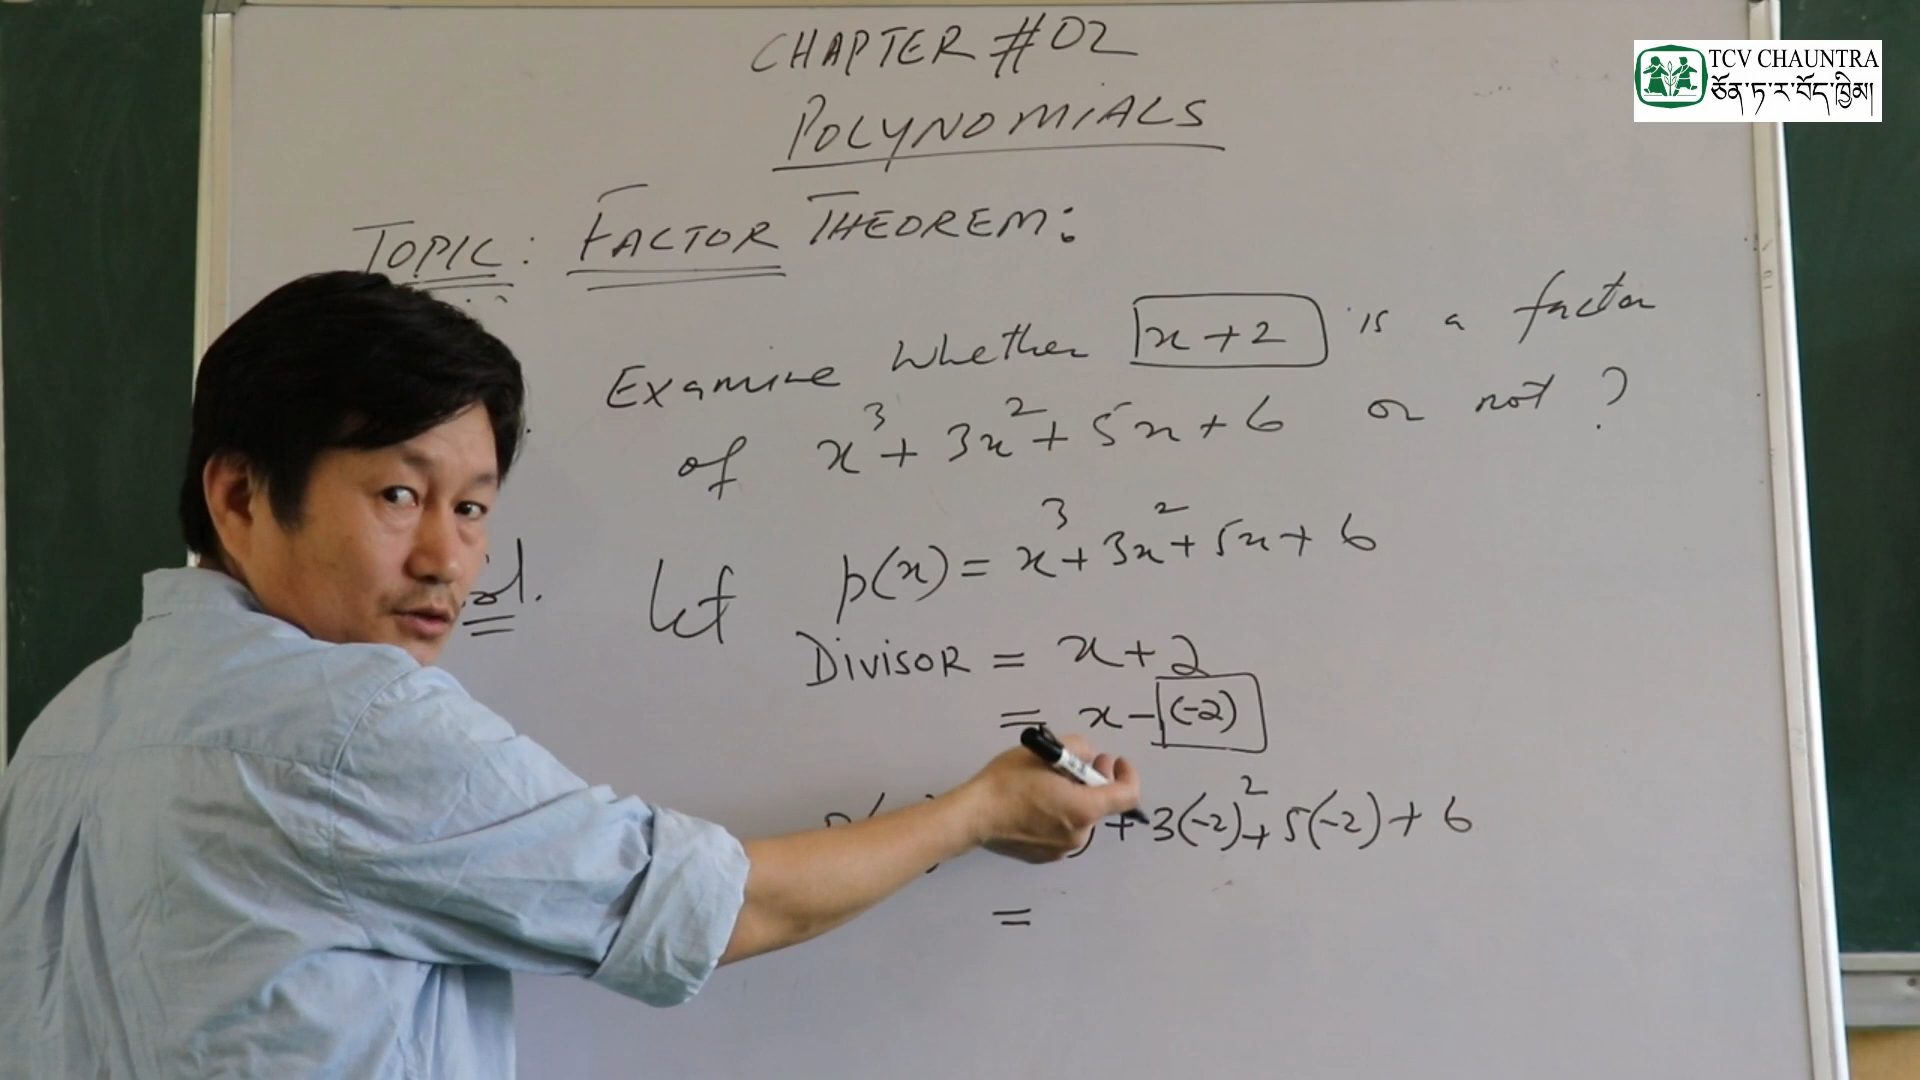 CHAPTER #02
POLYNOMIALS
TCV CHAUNTRA
ཅོན་ཏ་ར་བོད་ཁྱིམ།
TOPIC: FACTOR THEOREM:
Examine whether x+2 is a factor
of x³+3x²+5x+6 or not?
Let p(x)=x³+3x²+5x+6
DIVISOR = x+2
= x-(-2)
+3(-2)²+5(-2)+6
=